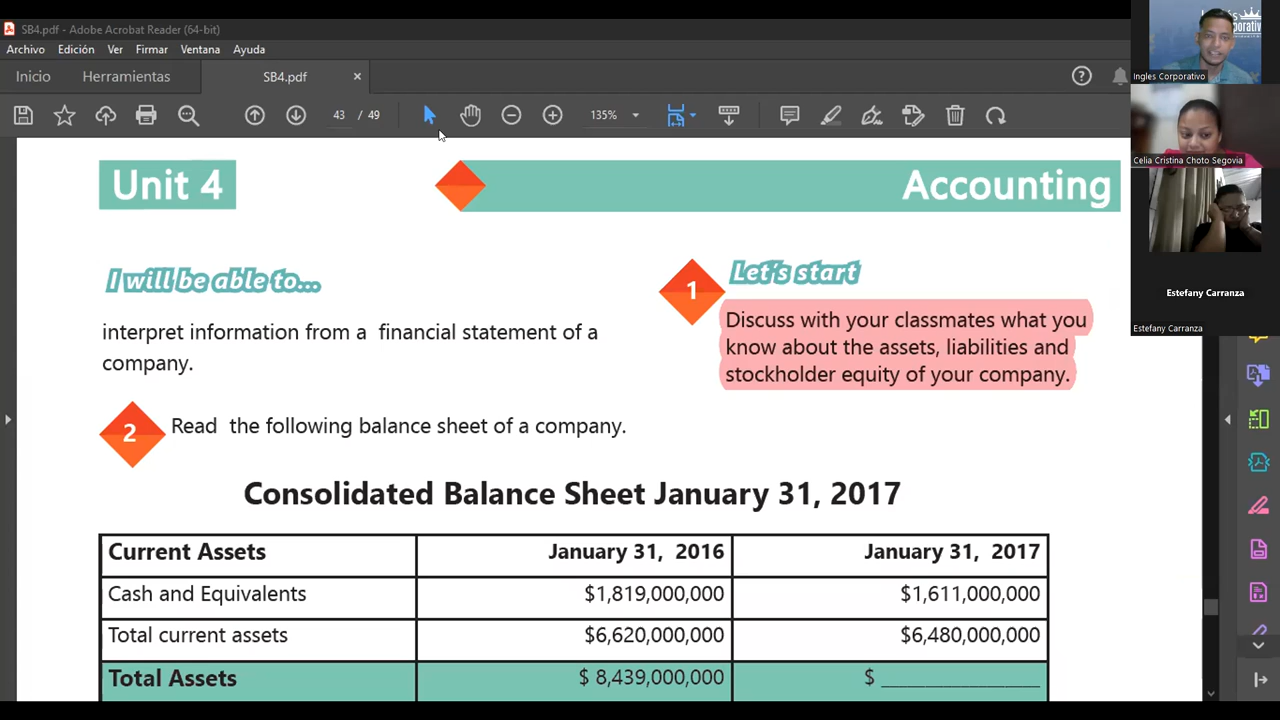 SB4.pdf - Adobe Acrobat Reader (64-bit)
Archivo Edición Ver Firmar Ventana Ayuda
Inicio Herramientas SB4.pdf ×
43 / 49 135%
Ingles Corporativo
Celia Cristina Choto Segovia
Estefany Carranza
Estefany Carranza
Unit 4
Accounting
I will be able to...
interpret information from a financial statement of a
company.
1
Let's start
Discuss with your classmates what you
know about the assets, liabilities and
stockholder equity of your company.
2 Read the following balance sheet of a company.
Consolidated Balance Sheet January 31, 2017
Current Assets January 31, 2016 January 31, 2017
Cash and Equivalents $1,819,000,000 $1,611,000,000
Total current assets $6,620,000,000 $6,480,000,000
Total Assets $ 8,439,000,000 $ ________________